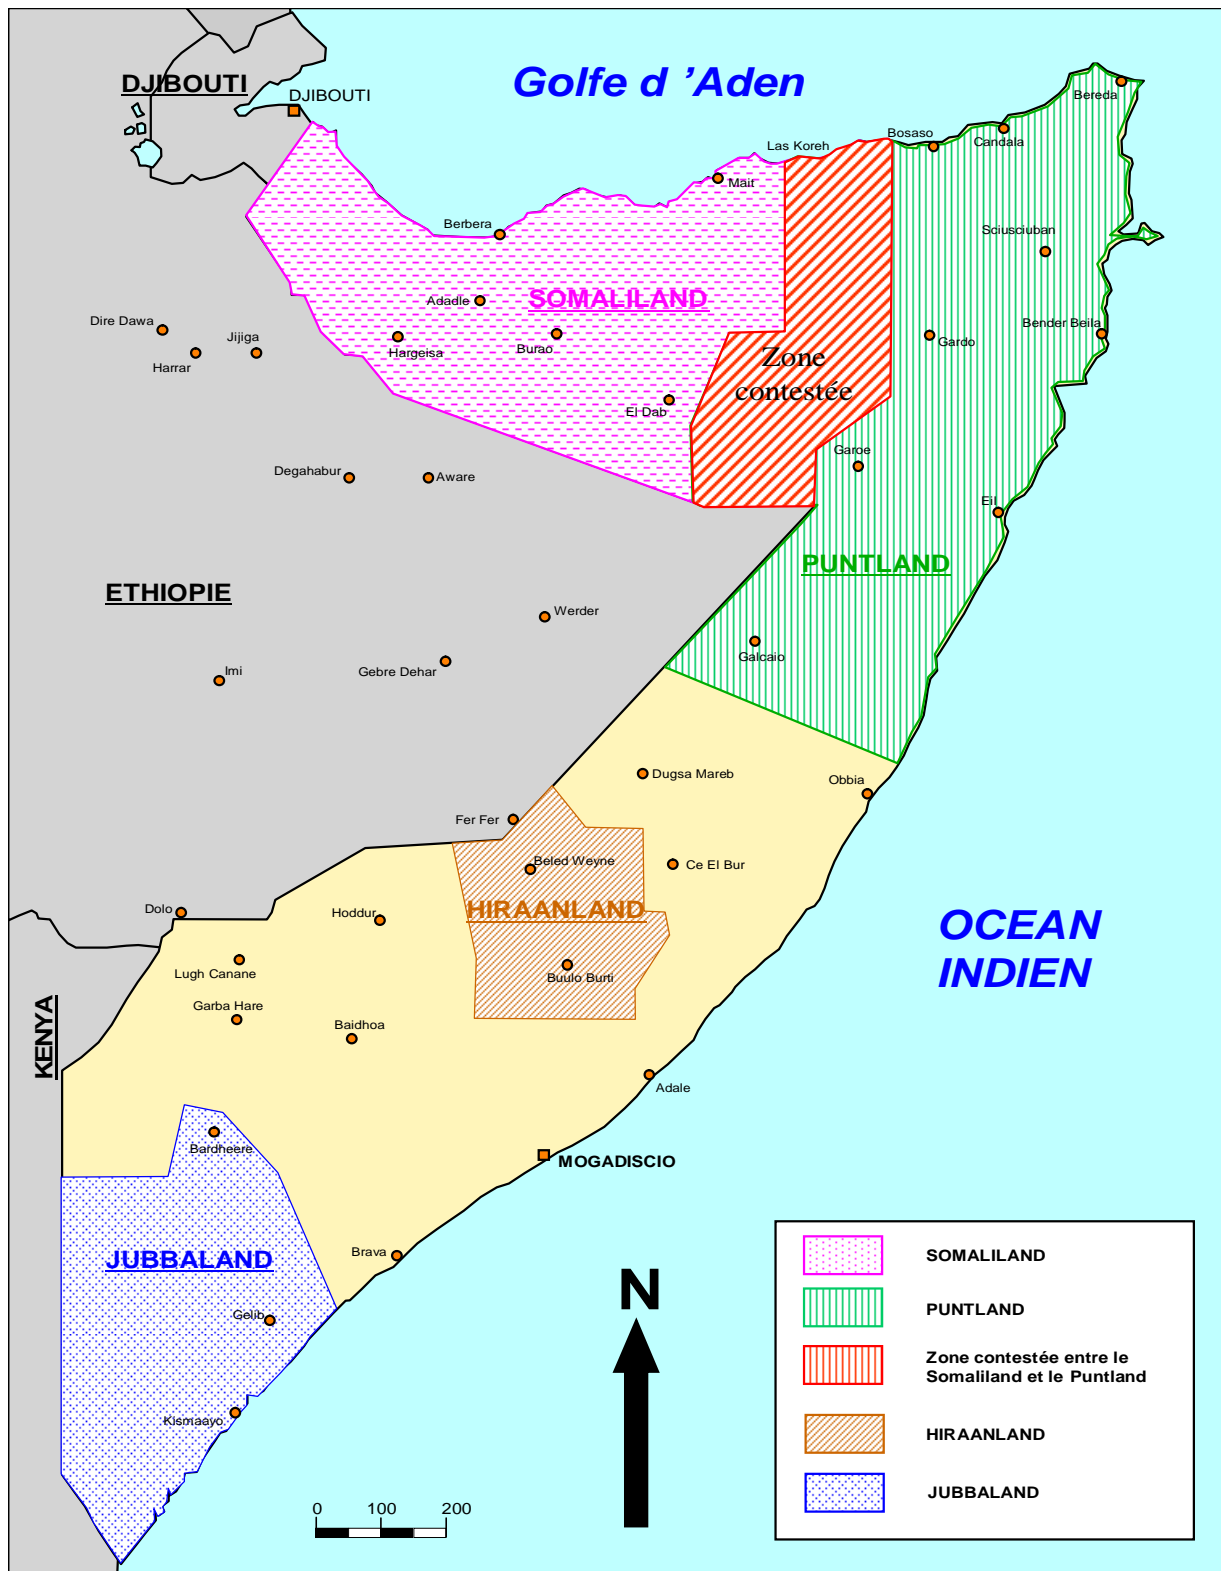 DJIBOUTI
DJIBOUTI
Golfe d ’Aden
Bereda
Bosaso
Candala
Las Koreh
Mait
Berbera
Sciusciuban
Adadle
SOMALILAND
Dire Dawa
Jijiga
Harrar
Hargeisa
Burao
Bender Beila
Gardo
Zone
contestée
El Dab
Garoe
Degahabur
Aware
Eil
PUNTLAND
ETHIOPIE
Werder
Galcaio
Imi
Gebre Dehar
Dugsa Mareb
Obbia
Fer Fer
Beled Weyne
Ce El Bur
HIRAANLAND
Dolo
Hoddur
OCEAN
INDIEN
Lugh Canane
Buulo Burti
Garba Hare
KENYA
Baidhoa
Adale
Bardheere
MOGADISCIO
JUBBALAND
Brava
Gelib
Kismaayo
N
0 100 200
SOMALILAND
PUNTLAND
Zone contestée entre le
Somaliland et le Puntland
HIRAANLAND
JUBBALAND